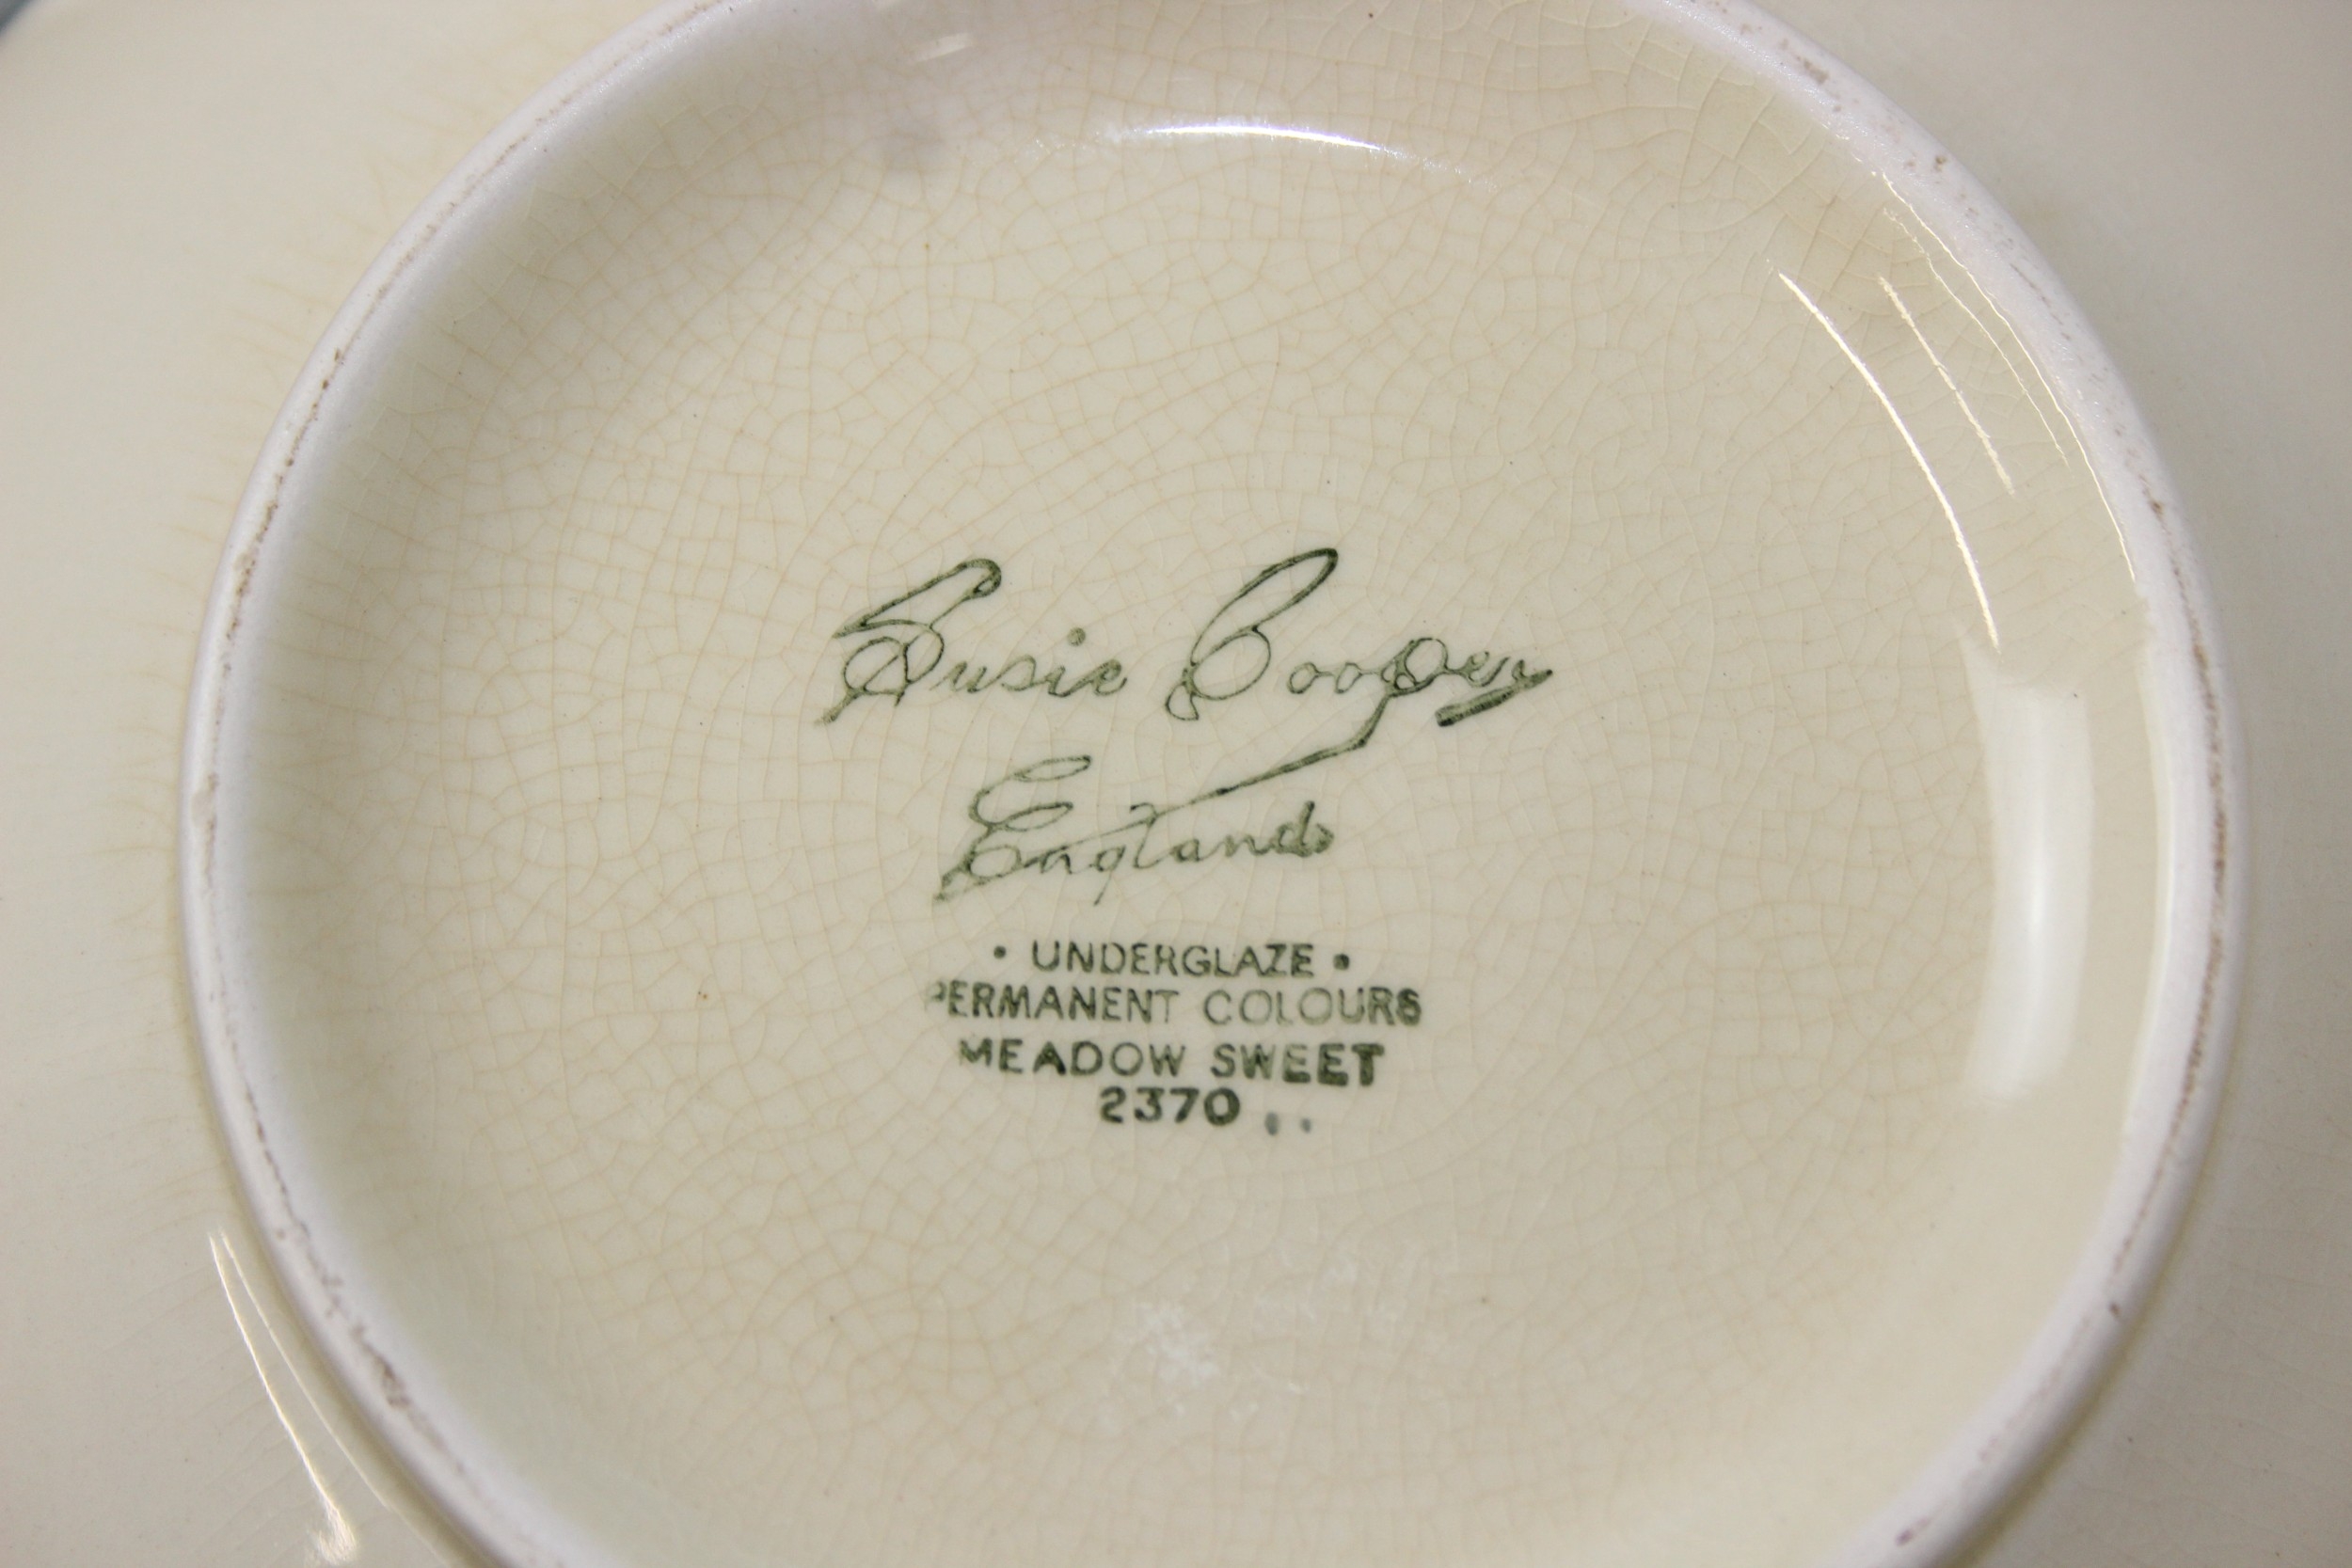 Susie Cooper
England
• UNDERGLAZE •
PERMANENT COLOURS
MEADOW SWEET
2370 . .